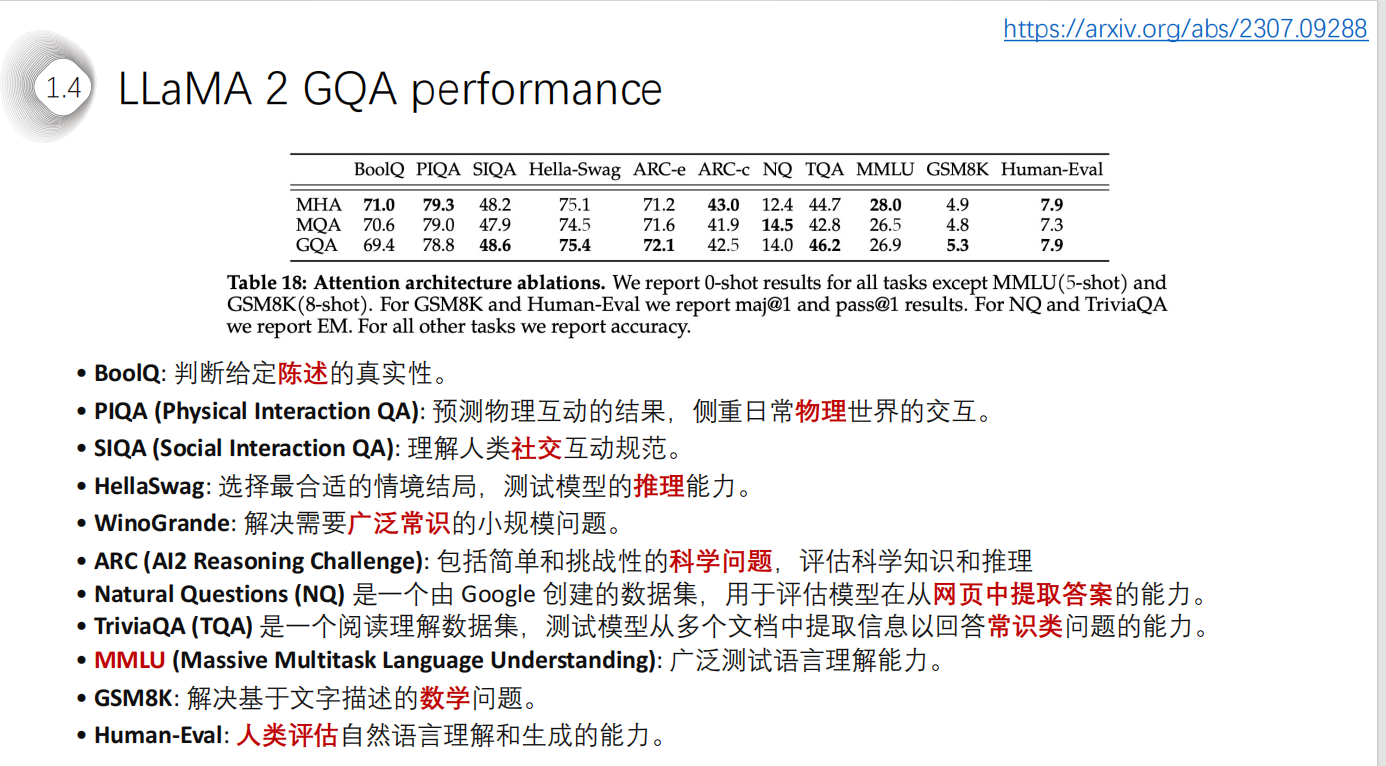 https://arxiv.org/abs/2307.09288
1.4 LLaMA 2 GQA performance
BoolQ PIQA SIQA Hella-Swag ARC-e ARC-c NQ TQA MMLU GSM8K Human-Eval
MHA 71.0 79.3 48.2 75.1 71.2 43.0 12.4 44.7 28.0 4.9 7.9
MQA 70.6 79.0 47.9 74.5 71.6 41.9 14.5 42.8 26.5 4.8 7.3
GQA 69.4 78.8 48.6 75.4 72.1 42.5 14.0 46.2 26.9 5.3 7.9
Table 18: Attention architecture ablations. We report 0-shot results for all tasks except MMLU(5-shot) and
GSM8K(8-shot). For GSM8K and Human-Eval we report maj@1 and pass@1 results. For NQ and TriviaQA
we report EM. For all other tasks we report accuracy.
• BoolQ: 判断给定陈述的真实性。
• PIQA (Physical Interaction QA): 预测物理互动的结果，侧重日常物理世界的交互。
• SIQA (Social Interaction QA): 理解人类社交互动规范。
• HellaSwag: 选择最合适的情境结局，测试模型的推理能力。
• WinoGrande: 解决需要广泛常识的小规模问题。
• ARC (AI2 Reasoning Challenge): 包括简单和挑战性的科学问题，评估科学知识和推理
• Natural Questions (NQ) 是一个由 Google 创建的数据集，用于评估模型在从网页中提取答案的能力。
• TriviaQA (TQA) 是一个阅读理解数据集，测试模型从多个文档中提取信息以回答常识类问题的能力。
• MMLU (Massive Multitask Language Understanding): 广泛测试语言理解能力。
• GSM8K: 解决基于文字描述的数学问题。
• Human-Eval: 人类评估自然语言理解和生成的能力。